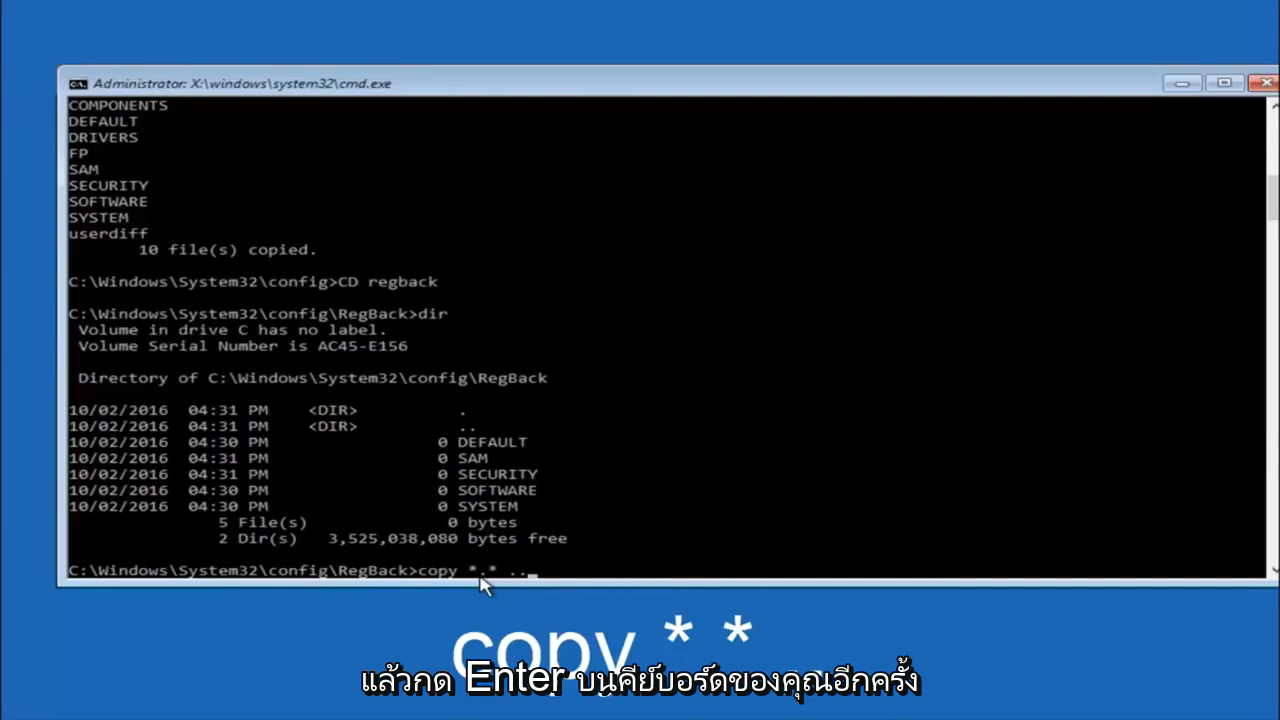 Administrator: X:\windows\system32\cmd.exe
COMPONENTS
DEFAULT
DRIVERS
FP
SAM
SECURITY
SOFTWARE
SYSTEM
userdiff
10 file(s) copied.
C:\Windows\System32\config>CD regback
C:\Windows\System32\config\RegBack>dir
Volume in drive C has no label.
Volume Serial Number is AC45-E156
Directory of C:\Windows\System32\config\RegBack
10/02/2016 04:31 PM <DIR> .
10/02/2016 04:31 PM <DIR> ..
10/02/2016 04:30 PM 0 DEFAULT
10/02/2016 04:31 PM 0 SAM
10/02/2016 04:31 PM 0 SECURITY
10/02/2016 04:30 PM 0 SOFTWARE
10/02/2016 04:30 PM 0 SYSTEM
5 File(s) 0 bytes
2 Dir(s) 3,525,038,080 bytes free
C:\Windows\System32\config\RegBack>copy *.* ..
copy * *
แล้วกด Enter บนคีย์บอร์ดของคุณอีกครั้ง